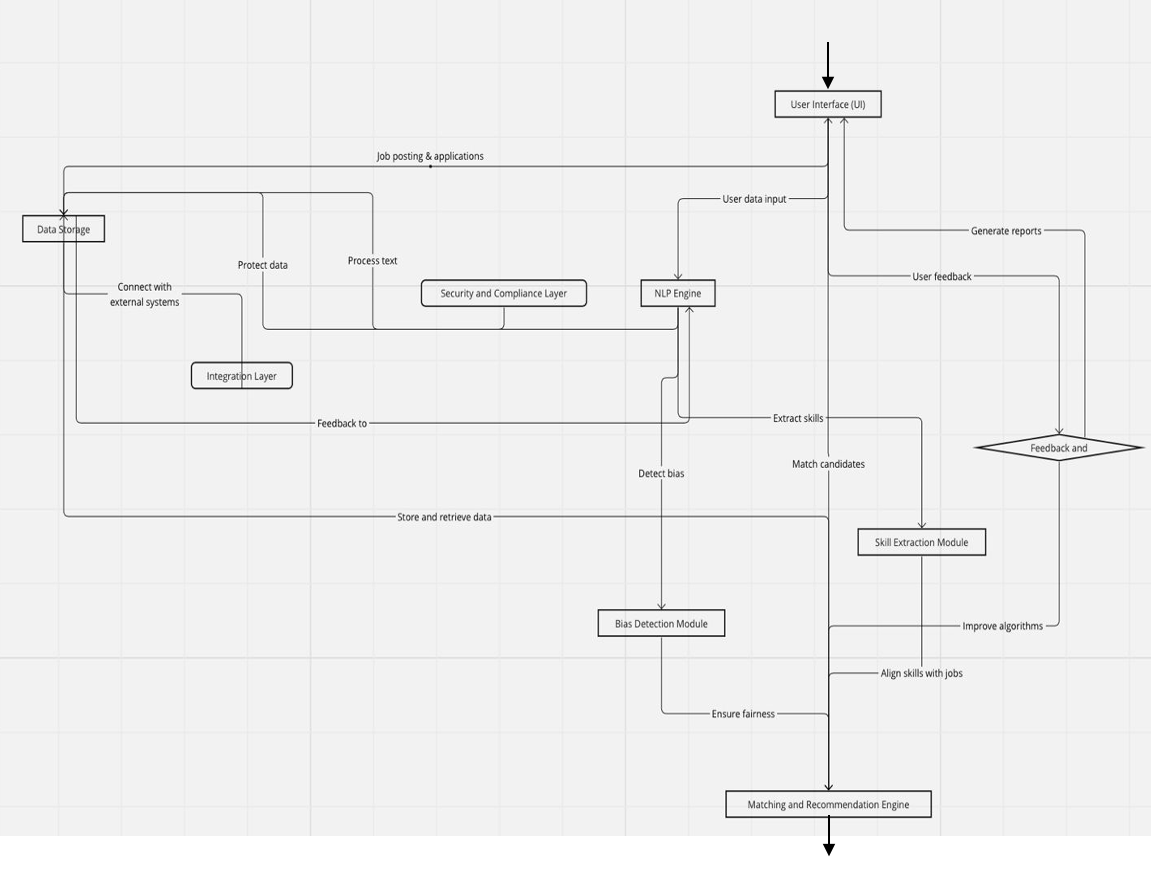 User Interface (UI)
Job posting & applications
User data input
Data Storage
Generate reports
Protect data
Process text
User feedback
Connect with
external systems
Security and Compliance Layer
NLP Engine
Integration Layer
Feedback to
Extract skills
Feedback and
Match candidates
Detect bias
Store and retrieve data
Skill Extraction Module
Bias Detection Module
Improve algorithms
Align skills with jobs
Ensure fairness
Matching and Recommendation Engine